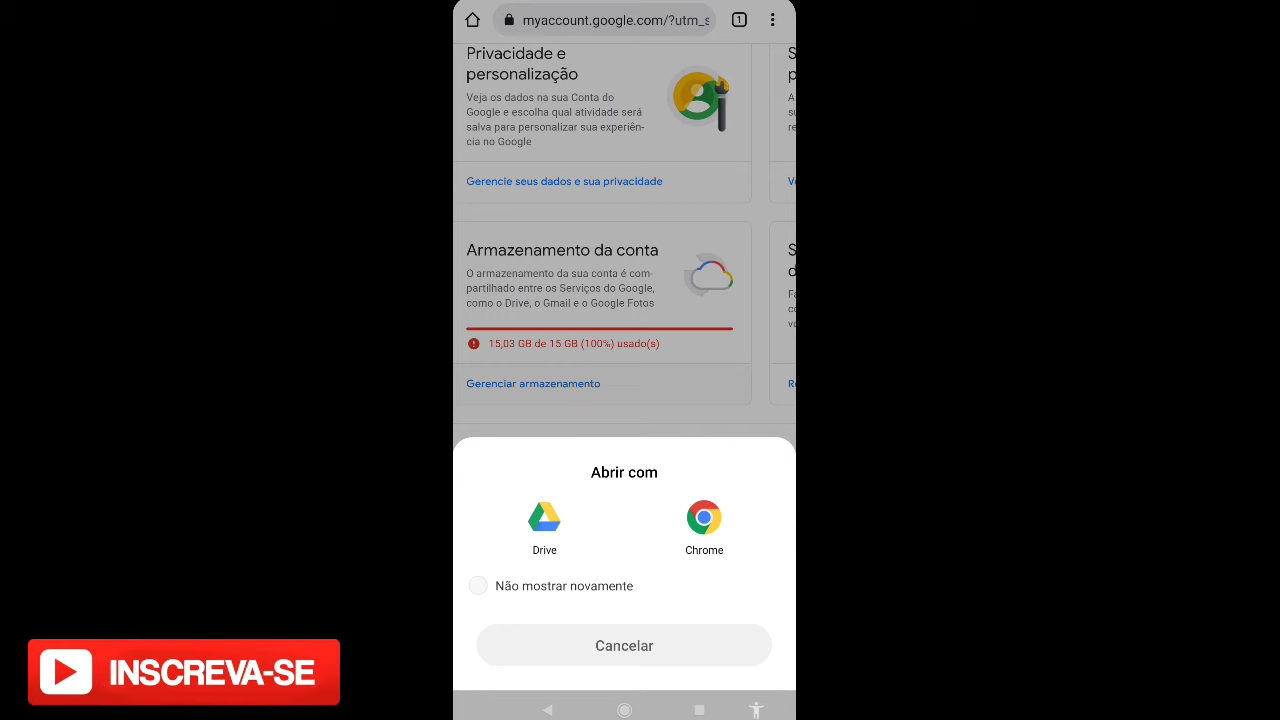 myaccount.google.com/?utm_s
1
Privacidade e
personalização
Veja os dados na sua Conta do
Google e escolha qual atividade será
salva para personalizar sua experiên-
cia no Google
Gerencie seus dados e sua privacidade
Armazenamento da conta
O armazenamento da sua conta é com-
partilhado entre os Serviços do Google,
como o Drive, o Gmail e o Google Fotos
15,03 GB de 15 GB (100%) usado(s)
Gerenciar armazenamento
Abrir com
Drive
Chrome
Não mostrar novamente
Cancelar
INSCREVA-SE